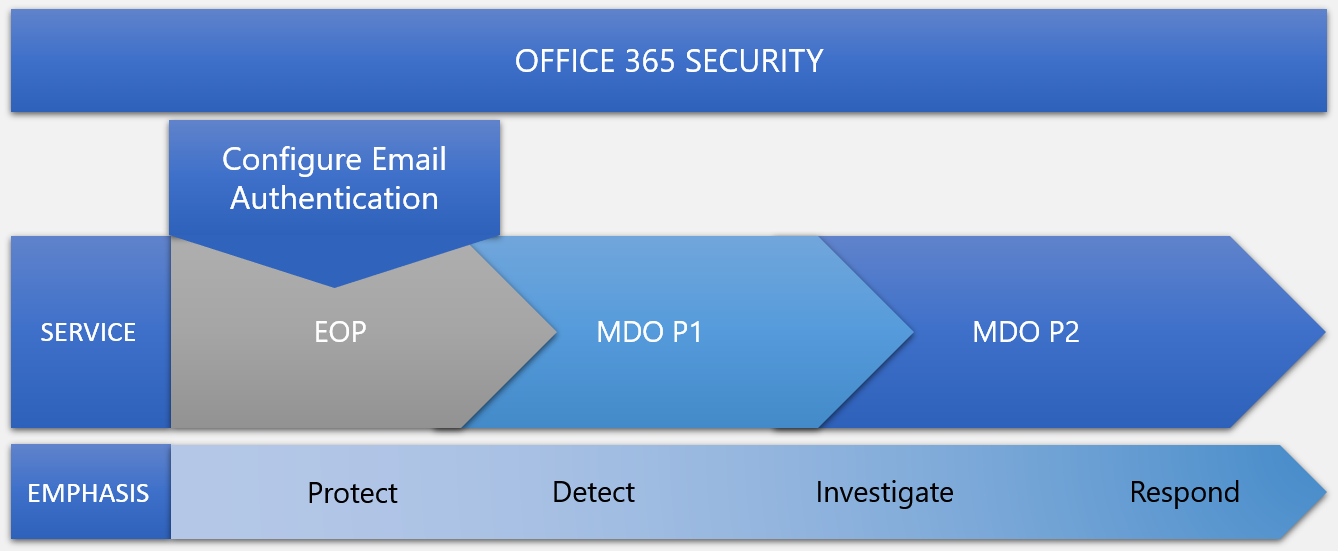 OFFICE 365 SECURITY
Configure Email
Authentication
SERVICE
EOP
MDO P1
MDO P2
EMPHASIS
Protect
Detect
Investigate
Respond